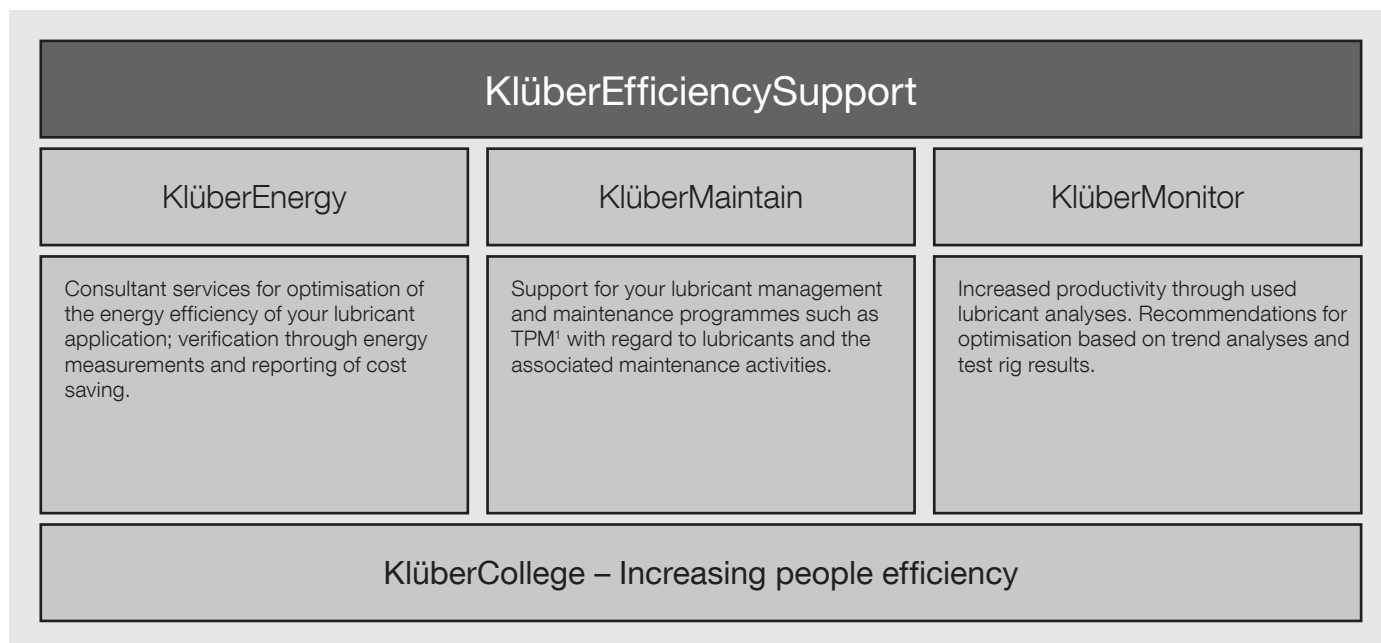 KlüberEfficiencySupport
KlüberEnergy
KlüberMaintain
KlüberMonitor
Consultant services for optimisation of
the energy efficiency of your lubricant
application; verification through energy
measurements and reporting of cost
saving.
Support for your lubricant management
and maintenance programmes such as
TPM¹ with regard to lubricants and the
associated maintenance activities.
Increased productivity through used
lubricant analyses. Recommendations for
optimisation based on trend analyses and
test rig results.
KlüberCollege – Increasing people efficiency